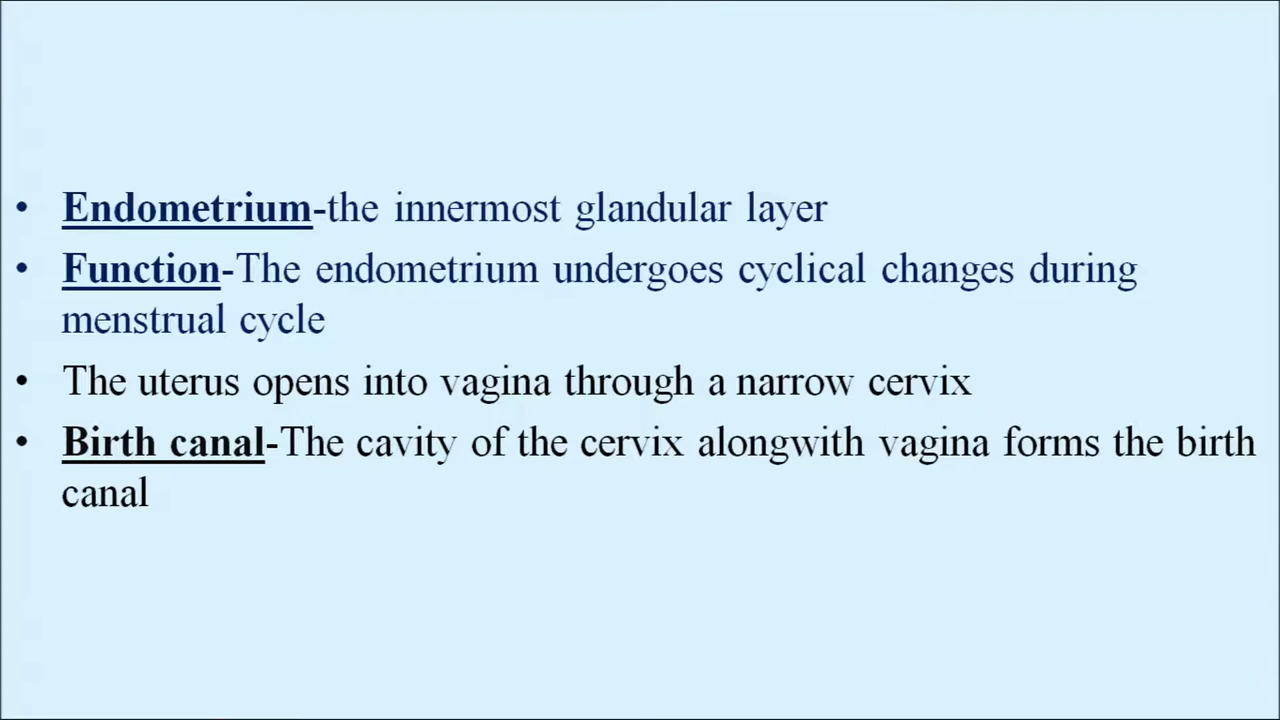 • Endometrium-the innermost glandular layer
• Function-The endometrium undergoes cyclical changes during
menstrual cycle
• The uterus opens into vagina through a narrow cervix
• Birth canal-The cavity of the cervix alongwith vagina forms the birth
canal